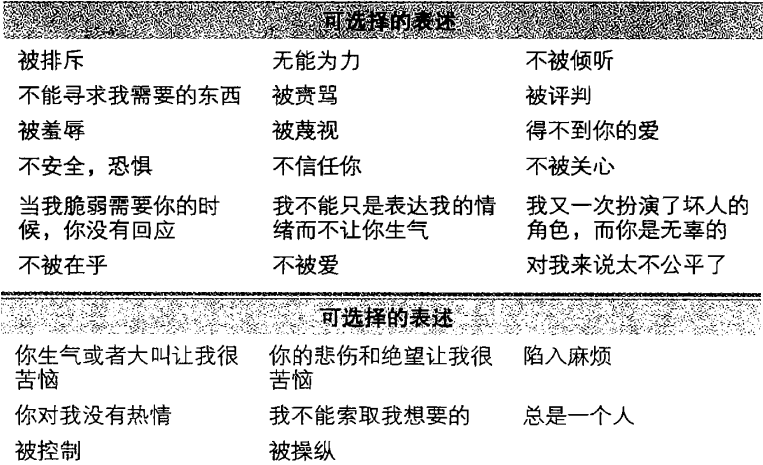 可选择的表述
被排斥 无能为力 不被倾听
不能寻求我需要的东西 被责骂 被评判
被羞辱 被蔑视 得不到你的爱
不安全，恐惧 不信任你 不被关心
当我脆弱需要你的时 我不能只是表达我的情 我又一次扮演了坏人的
候，你没有回应 绪而不让你生气 角色，而你是无辜的
不被在乎 不被爱 对我来说太不公平了
可选择的表述
你生气或者大叫让我很 你的悲伤和绝望让我很 陷入麻烦
苦恼 苦恼
你对我没有热情 我不能索取我想要的 总是一个人
被控制 被操纵